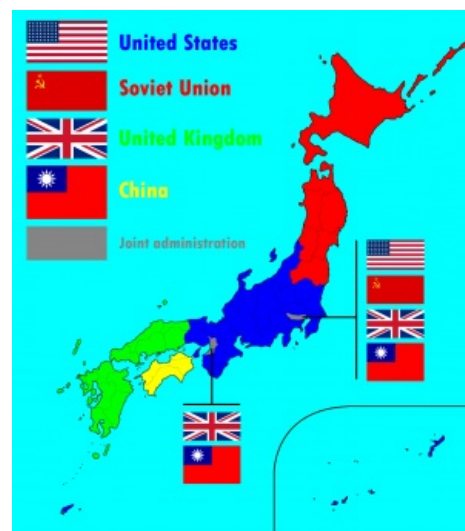 United States
Soviet Union
United Kingdom
China
Joint administration